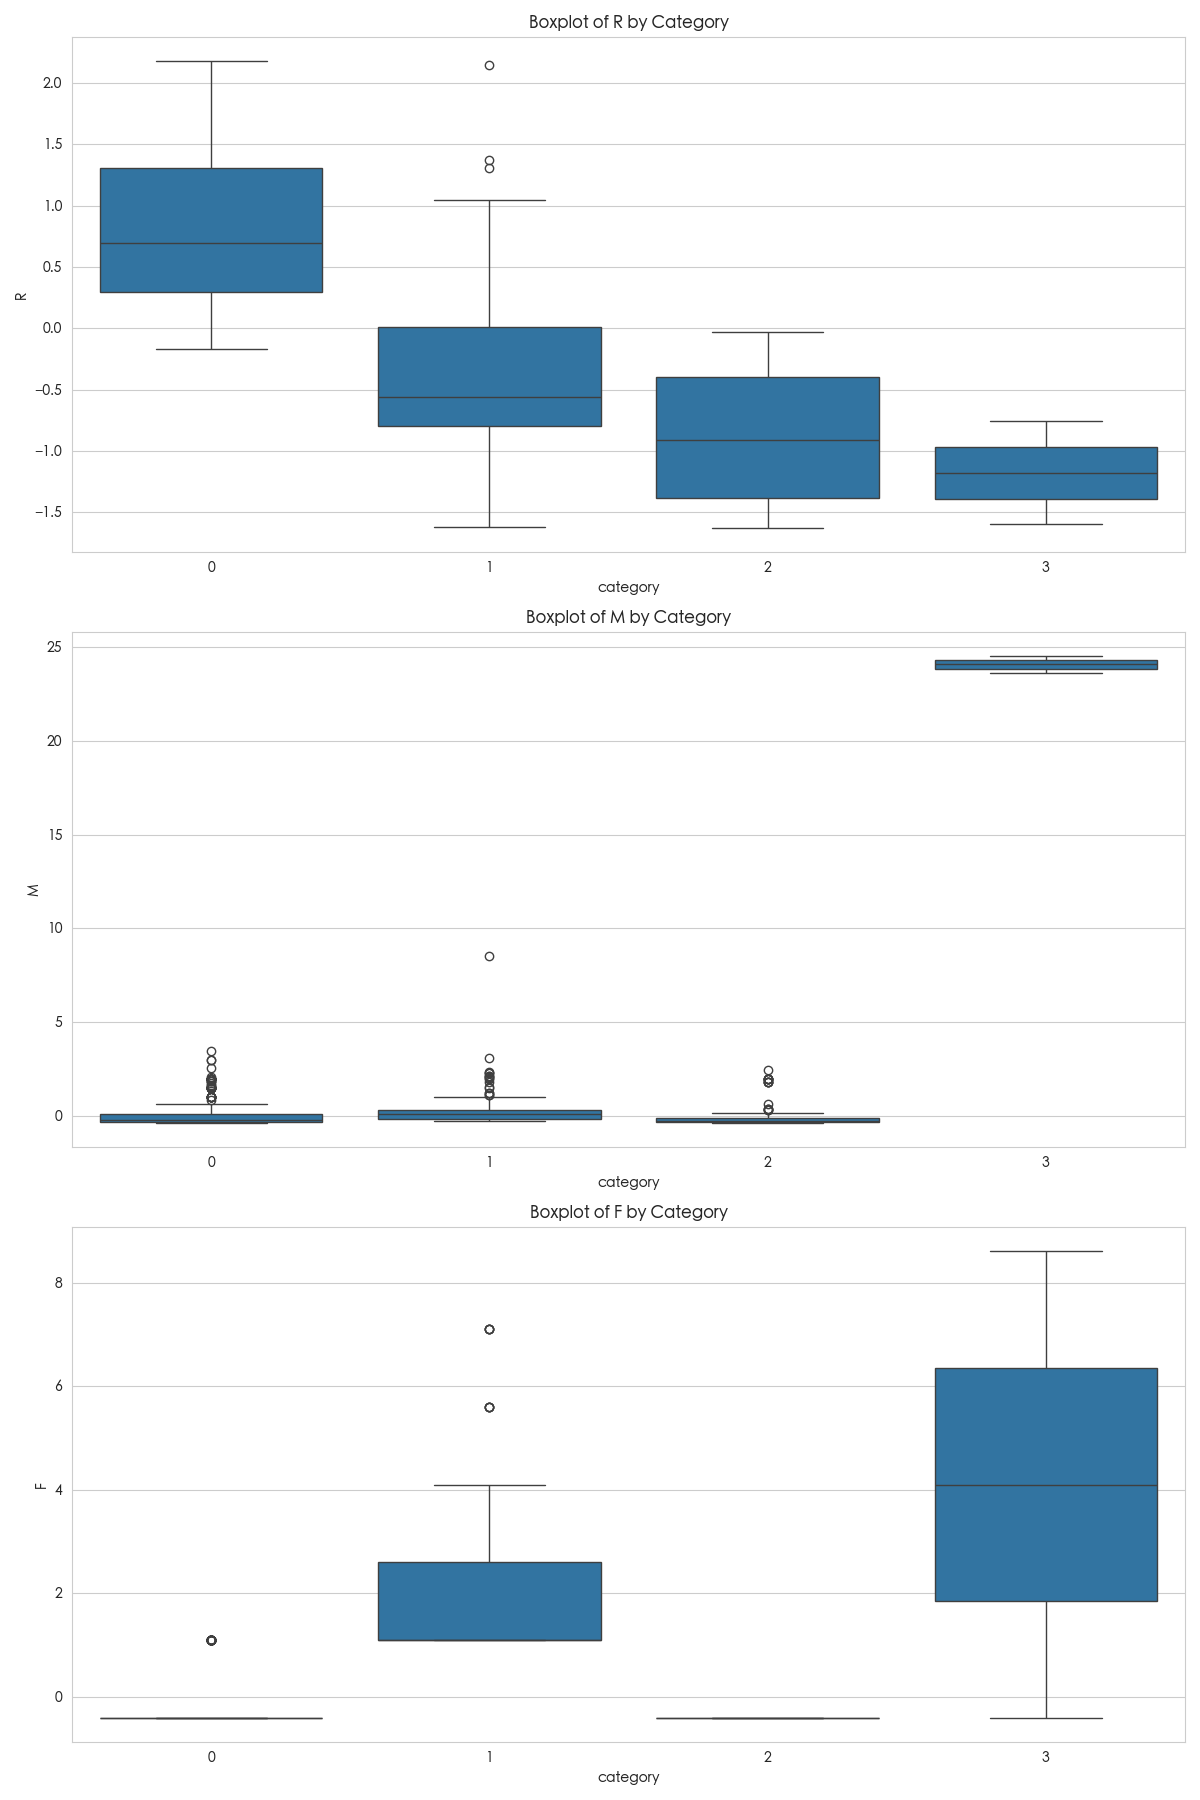 Boxplot of R by Category
2.0
1.5
1.0
0.5
0.0
−0.5
−1.0
−1.5
R
0 1 2 3
category
Boxplot of M by Category
25
20
15
10
5
0
M
0 1 2 3
category
Boxplot of F by Category
8
6
4
2
0
F
0 1 2 3
category